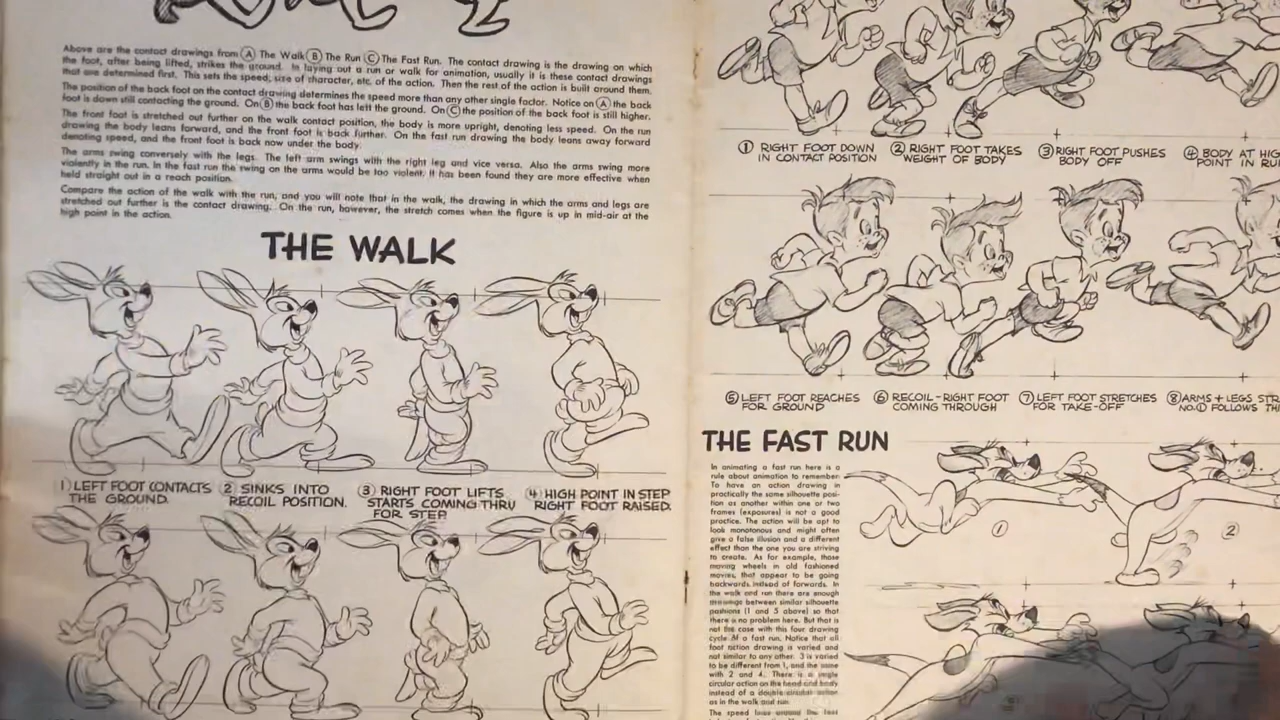 Above are the contact drawings from Ⓐ The Walk Ⓑ The Run Ⓒ The Fast Run. The contact drawing is the drawing on which
the foot, after being lifted, strikes the ground. In laying out a run or walk for animation, usually it is these contact drawings
that are determined first. This sets the speed, size of character, etc. of the action. Then the rest of the action is built around them.
The position of the back foot on the contact drawing determines the speed more than any other single factor. Notice on Ⓐ the back
foot is down still contacting the ground. On Ⓑ the back foot has left the ground. On Ⓒ the position of the back foot is still higher.
The front foot is stretched out further on the walk contact position, the body is more upright, denoting less speed. On the run
drawing the body leans forward, and the front foot is back further. On the fast run drawing the body leans away forward
denoting speed, and the front foot is back now under the body.
The arms swing conversely with the legs. The left arm swings with the right leg and vice versa. Also the arms swing more
violently in the run. In the fast run the swing on the arms would be too violent. It has been found they are more effective when
held straight out in a reach position.
Compare the action of the walk with the run, and you will note that in the walk, the drawing in which the arms and legs are
stretched out further is the contact drawing. On the run, however, the stretch comes when the figure is up in mid-air at the
high point in the action.
THE WALK
1) LEFT FOOT CONTACTS
THE GROUND.
2 SINKS INTO
RECOIL POSITION.
③ RIGHT FOOT LIFTS
STARTS COMING THRU
FOR STEP
4 HIGH POINT IN STEP
RIGHT FOOT RAISED.
① RIGHT FOOT DOWN
IN CONTACT POSITION
② RIGHT FOOT TAKES
WEIGHT OF BODY
③ RIGHT FOOT PUSHES
BODY OFF
④ BODY AT HIG
POINT IN RU
⑤ LEFT FOOT REACHES
FOR GROUND
⑥ RECOIL-RIGHT FOOT
COMING THROUGH
⑦ LEFT FOOT STRETCHES
FOR TAKE-OFF
⑧ ARMS + LEGS STR
NO.① FOLLOWS TH
THE FAST RUN
In animating a fast run here is a
rule about animation to remember:
To have an action drawing in
practically the same silhouette posi-
tion as another within one or two
frames (exposures) is not a good
practice. The action will be apt to
look monotonous and might often
give a false illusion and a different
effect than the one you are striving
to create. As for example, those
moving wheels in old fashioned
movies, that appear to be going
backwards instead of forwards. In
the walk and run there are enough
drawings between similar silhouette
positions (1 and 5 above) so that
there is no problem here. But that is
not the case with this four drawing
cycle of a fast run. Notice that all
foot action drawing is varied and
not similar to any other. 3 is varied
to be different from 1, and the same
with 2 and 4. There is a single
circular action on the head and body
instead of a double circular action
as in the walk and run.
The speed lines around the feet
①
②